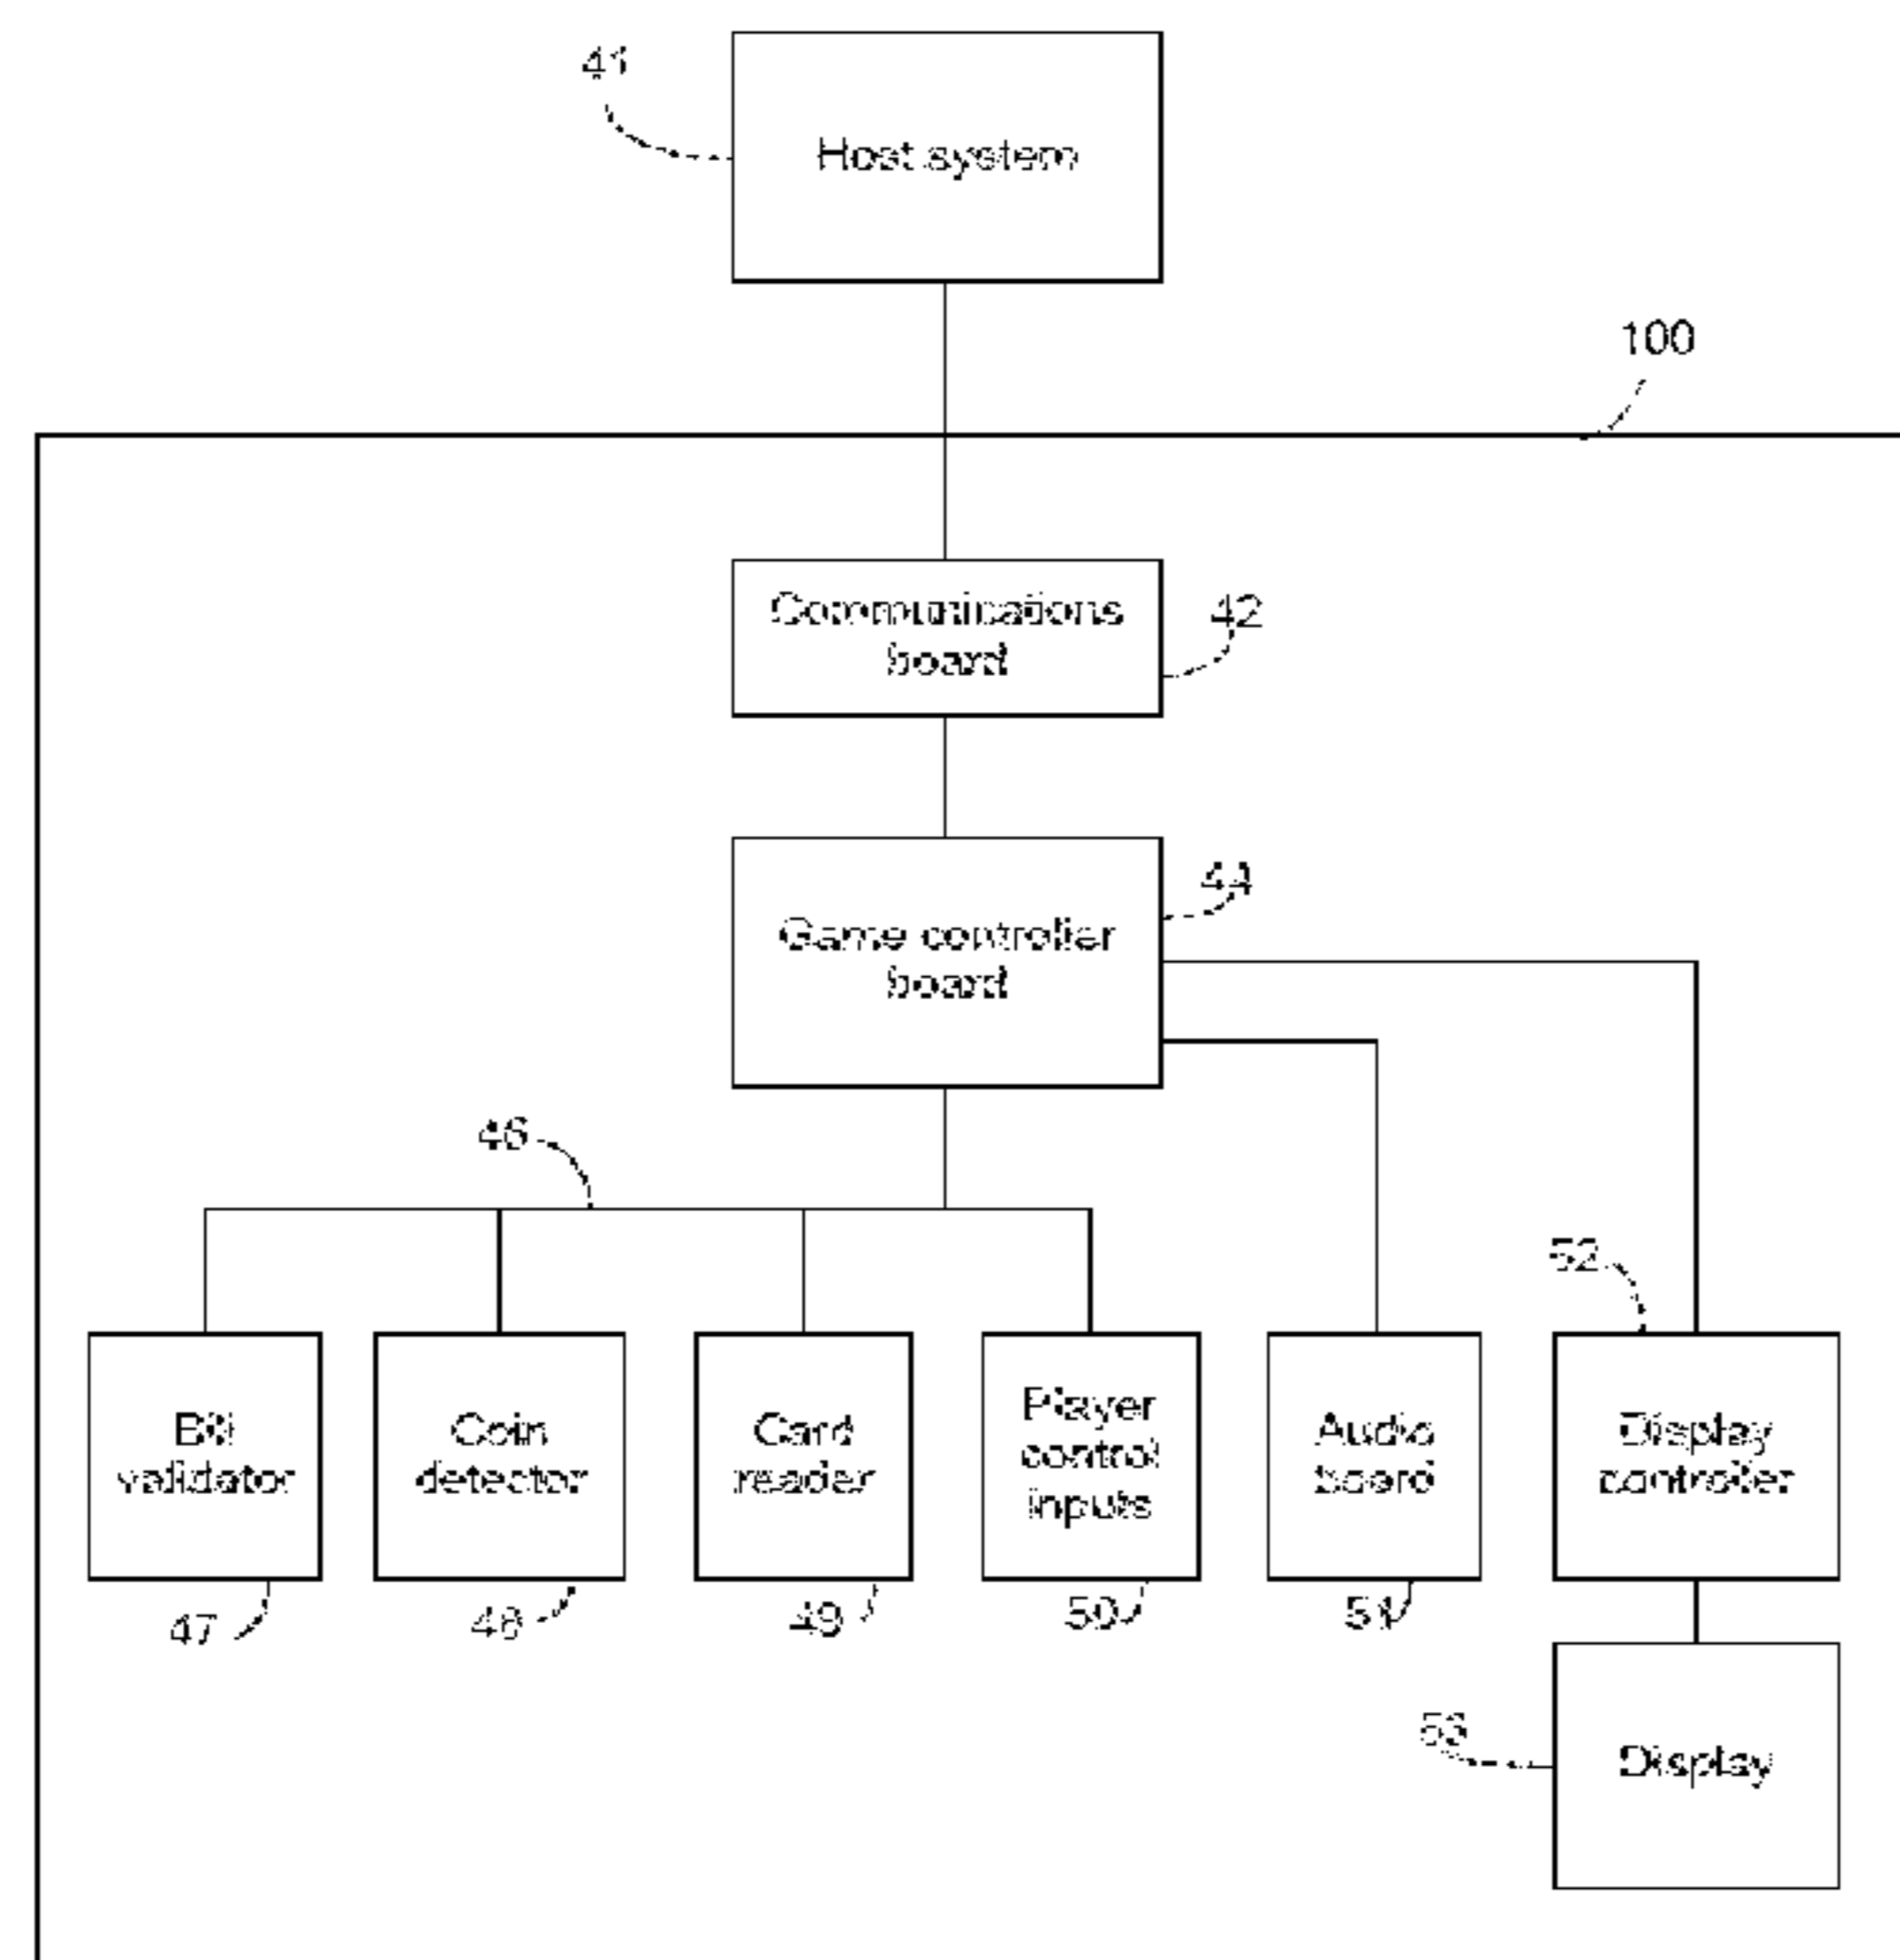 41
Host system
100
Communications
board
42
44
Game controller
board
46
52
Bill
validator
Coin
detector
Card
reader
Player
control
inputs
Audio
board
Display
controller
47
48
49
50
51
53
Display